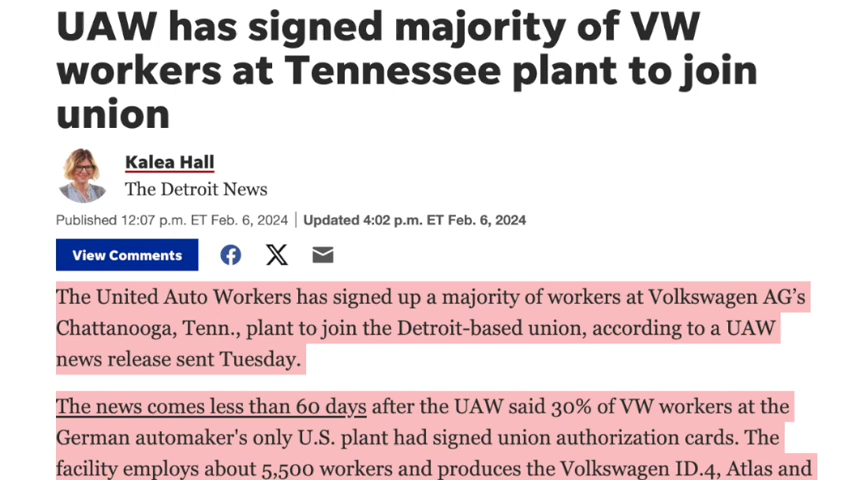 UAW has signed majority of VW
workers at Tennessee plant to join
union
Kalea Hall
The Detroit News
Published 12:07 p.m. ET Feb. 6, 2024 | Updated 4:02 p.m. ET Feb. 6, 2024
View Comments
The United Auto Workers has signed up a majority of workers at Volkswagen AG’s
Chattanooga, Tenn., plant to join the Detroit-based union, according to a UAW
news release sent Tuesday.
The news comes less than 60 days after the UAW said 30% of VW workers at the
German automaker's only U.S. plant had signed union authorization cards. The
facility employs about 5,500 workers and produces the Volkswagen ID.4, Atlas and